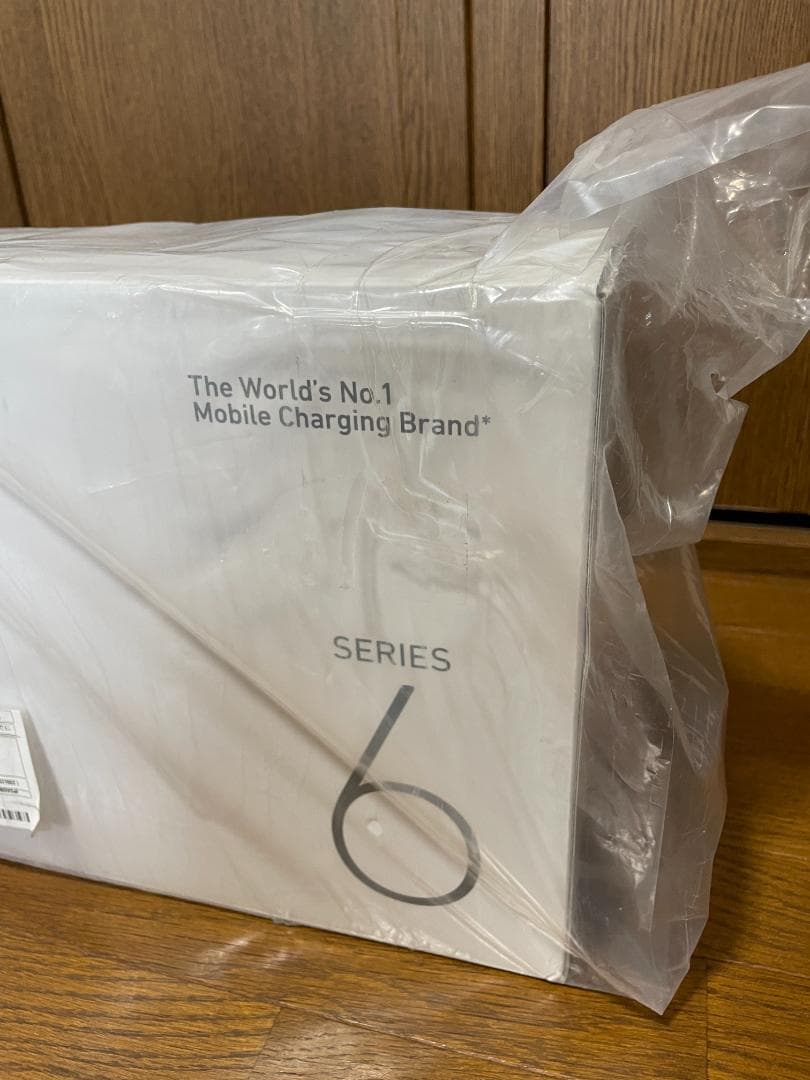 The World's No.1
Mobile Charging Brand*
SERIES
6